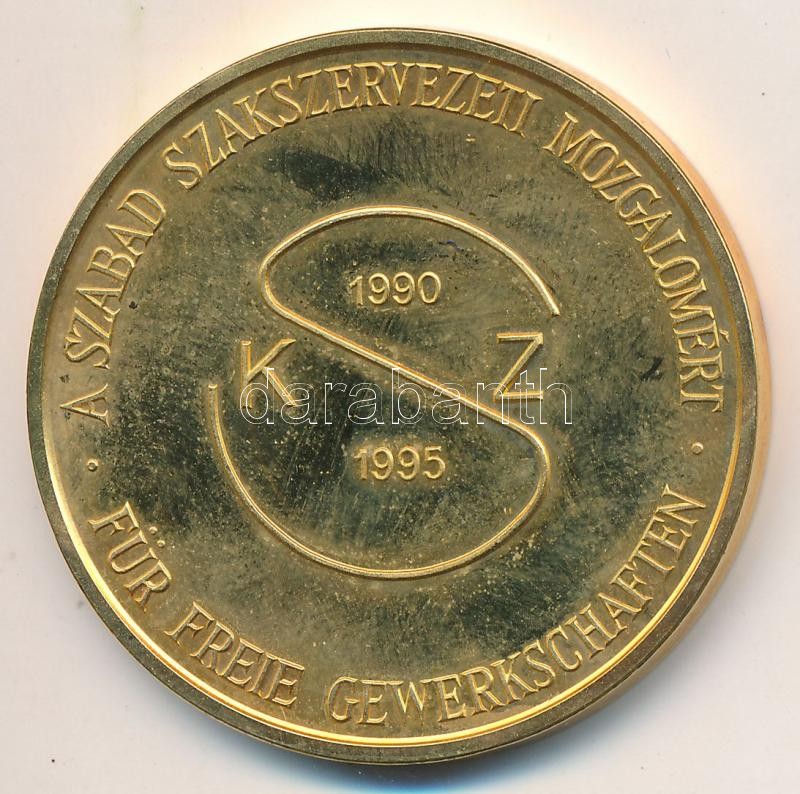 · A SZABAD SZAKSZERVEZETI MOZGALOMÉRT ·
1990
K S Z
1995
FÜR FREIE GEWERKSCHAFTEN
darabanth